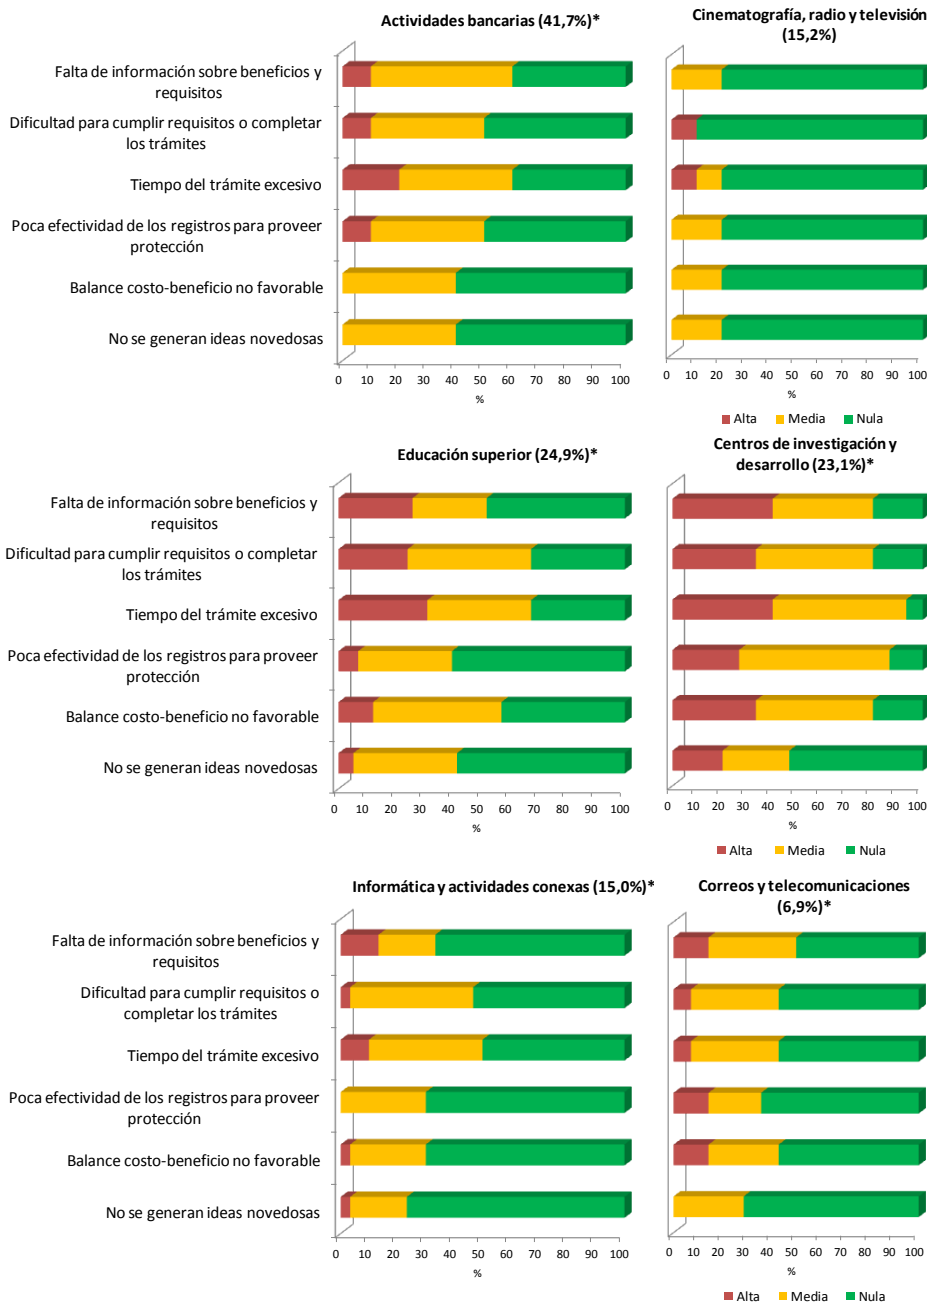 Actividades bancarias (41,7%)*
Falta de información sobre beneficios y
requisitos
Dificultad para cumplir requisitos o completar
los trámites
Tiempo del trámite excesivo
Poca efectividad de los registros para proveer
protección
Balance costo-beneficio no favorable
No se generan ideas novedosas
0 10 20 30 40 50 60 70 80 90 100
%
Cinematografía, radio y televisión
(15,2%)
0 10 20 30 40 50 60 70 80 90 100
%
Alta Media Nula
Educación superior (24,9%)*
Falta de información sobre beneficios y
requisitos
Dificultad para cumplir requisitos o completar
los trámites
Tiempo del trámite excesivo
Poca efectividad de los registros para proveer
protección
Balance costo-beneficio no favorable
No se generan ideas novedosas
0 10 20 30 40 50 60 70 80 90 100
%
Centros de investigación y
desarrollo (23,1%)*
0 10 20 30 40 50 60 70 80 90 100
%
Alta Media Nula
Informática y actividades conexas (15,0%)*
Falta de información sobre beneficios y
requisitos
Dificultad para cumplir requisitos o
completar los trámites
Tiempo del trámite excesivo
Poca efectividad de los registros para proveer
protección
Balance costo-beneficio no favorable
No se generan ideas novedosas
0 10 20 30 40 50 60 70 80 90 100
%
Correos y telecomunicaciones
(6,9%)*
0 10 20 30 40 50 60 70 80 90 100
%
Alta Media Nula